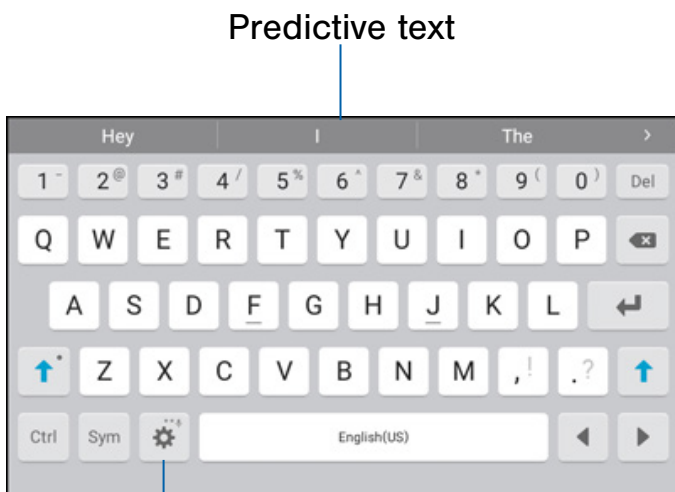 Predictive text
Hey I The >
1 - 2 @ 3 # 4 / 5 % 6 ^ 7 & 8 * 9 ( 0 ) Del
Q W E R T Y U I O P
A S D F G H J K L
Z X C V B N M , ! . ?
Ctrl Sym English(US)